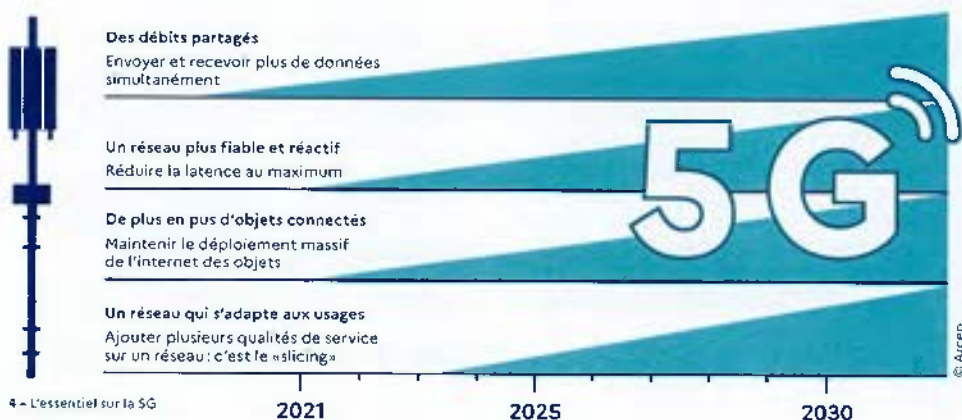 Des débits partagés
Envoyer et recevoir plus de données
simultanément
Un réseau plus fiable et réactif
Réduire la latence au maximum
De plus en pus d'objets connectés
Maintenir le déploiement massif
de l'internet des objets
Un réseau qui s'adapte aux usages
Ajouter plusieurs qualités de service
sur un réseau : c'est le «slicing»
5G
© Arcep
2021 2025 2030
4 – L'essentiel sur la 5G